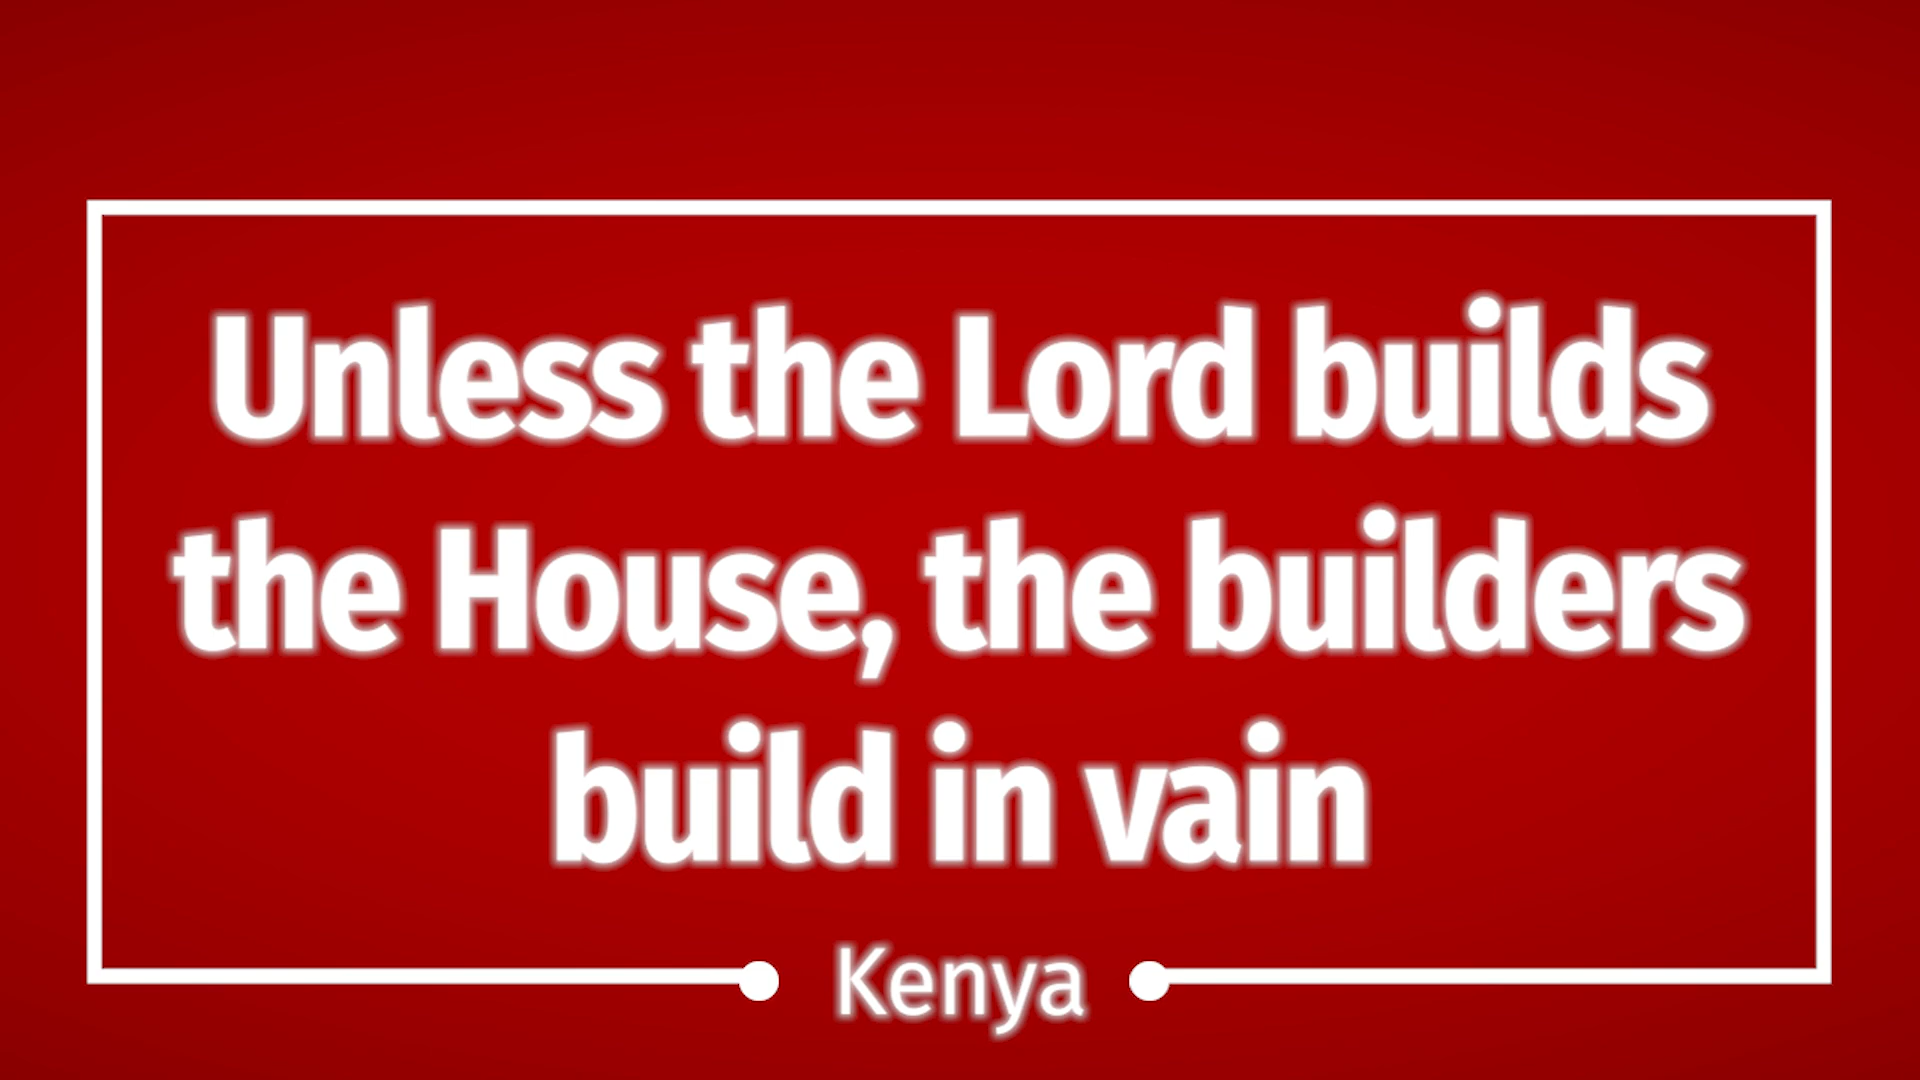 Unless the Lord builds
the House, the builders
build in vain
Kenya